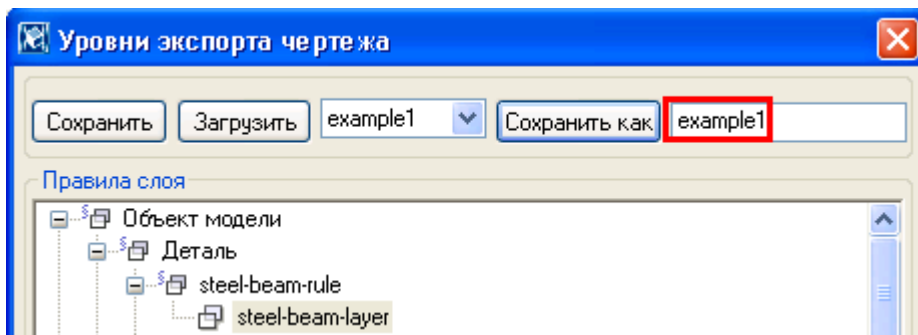 Уровни экспорта чертежа
Сохранить Загрузить example1 Сохранить как example1
Правила слоя
Объект модели
Деталь
steel-beam-rule
steel-beam-layer